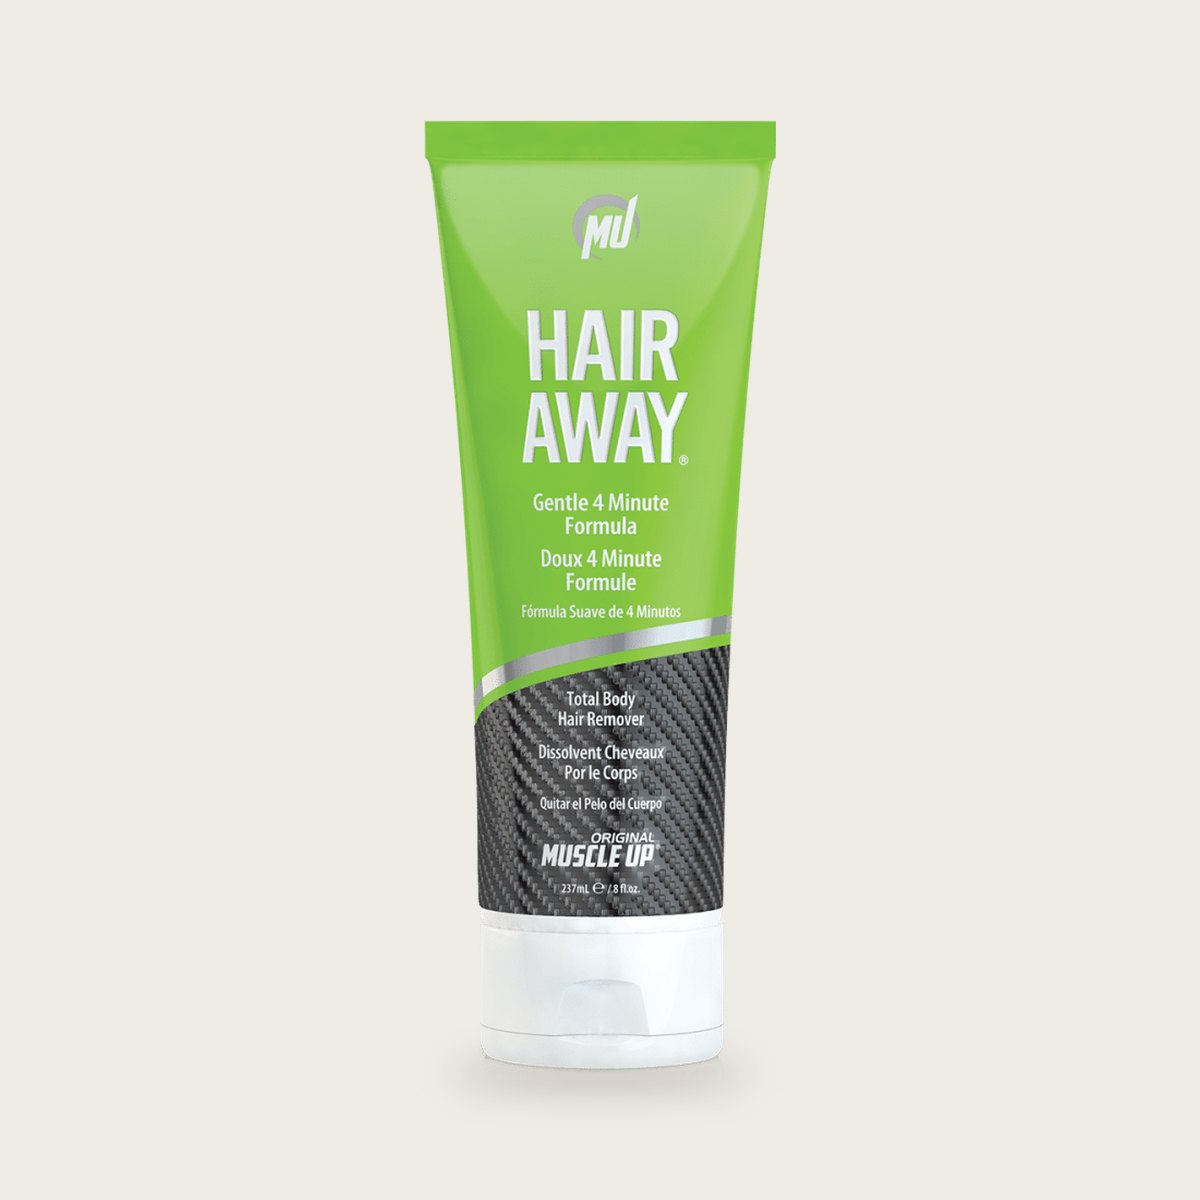 MU
HAIR
AWAY®
Gentle 4 Minute
Formula
Doux 4 Minute
Formule
Fórmula Suave de 4 Minutos
Total Body
Hair Remover
Dissolvent Cheveaux
Por le Corps
Quitar el Pelo del Cuerpo
ORIGINAL
MUSCLE UP®
237mL ℮ / 8 fl.oz.